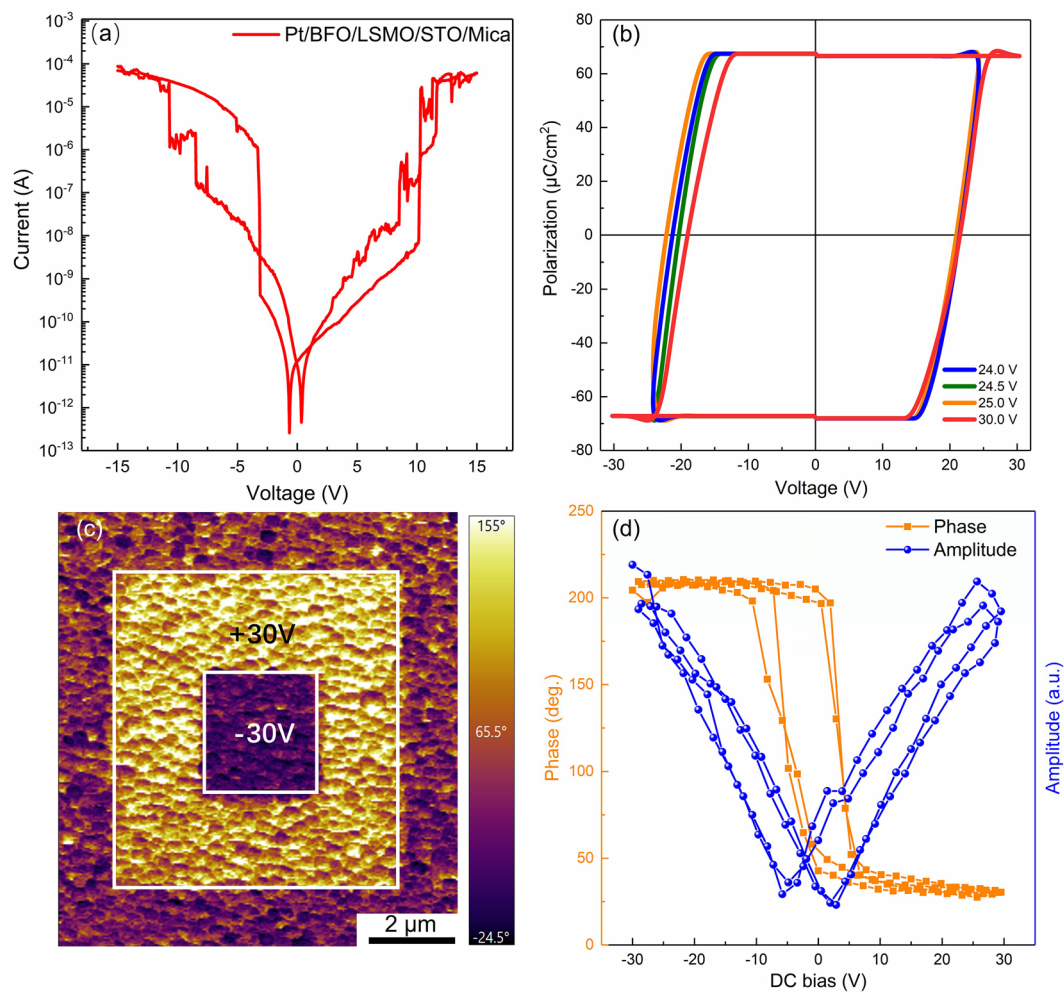 (a)
Pt/BFO/LSMO/STO/Mica
10⁻³
10⁻⁴
10⁻⁵
10⁻⁶
10⁻⁷
10⁻⁸
10⁻⁹
10⁻¹⁰
10⁻¹¹
10⁻¹²
10⁻¹³
Current (A)
-15 -10 -5 0 5 10 15
Voltage (V)
(b)
80
60
40
20
0
-20
-40
-60
-80
Polarization (μC/cm²)
24.0 V
24.5 V
25.0 V
30.0 V
-30 -20 -10 0 10 20 30
Voltage (V)
(c)
+30V
-30V
2 μm
155°
65.5°
-24.5°
(d)
Phase
Amplitude
250
200
150
100
50
0
Phase (deg.)
Amplitude (a.u.)
-30 -20 -10 0 10 20 30
DC bias (V)